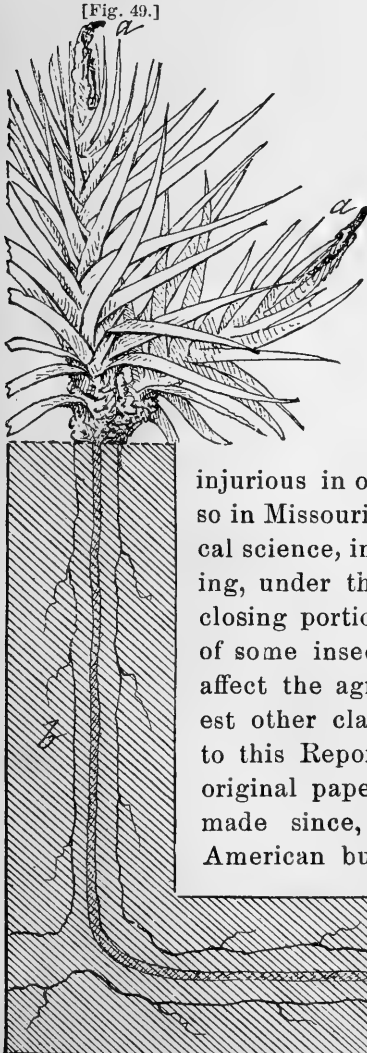 [Fig. 49.]
a
a
injurious in o
so in Missouri
cal science, in
ing, under th
closing portio
of some insec
affect the agr
est other cla
to this Repor
original pape
made since,
American bu
b